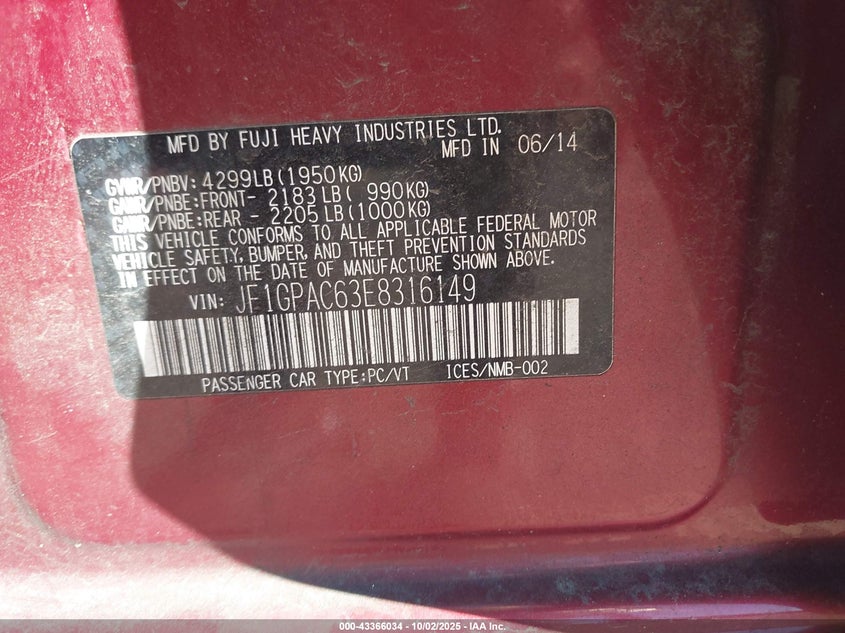 MFD BY FUJI HEAVY INDUSTRIES LTD.
MFD IN 06/14
GVWR/PNBV: 4299LB(1950KG)
GAWR/PNBE:FRONT- 2183LB( 990KG)
GAWR/PNBE:REAR - 2205LB(1000KG)
THIS VEHICLE CONFORMS TO ALL APPLICABLE FEDERAL MOTOR
VEHICLE SAFETY, BUMPER, AND THEFT PREVENTION STANDARDS
IN EFFECT ON THE DATE OF MANUFACTURE SHOWN ABOVE.
VIN: JF1GPAC63E8316149
PASSENGER CAR TYPE:PC/VT ICES/NMB-002
000-43366034 - 10/02/2025 - IAA Inc.